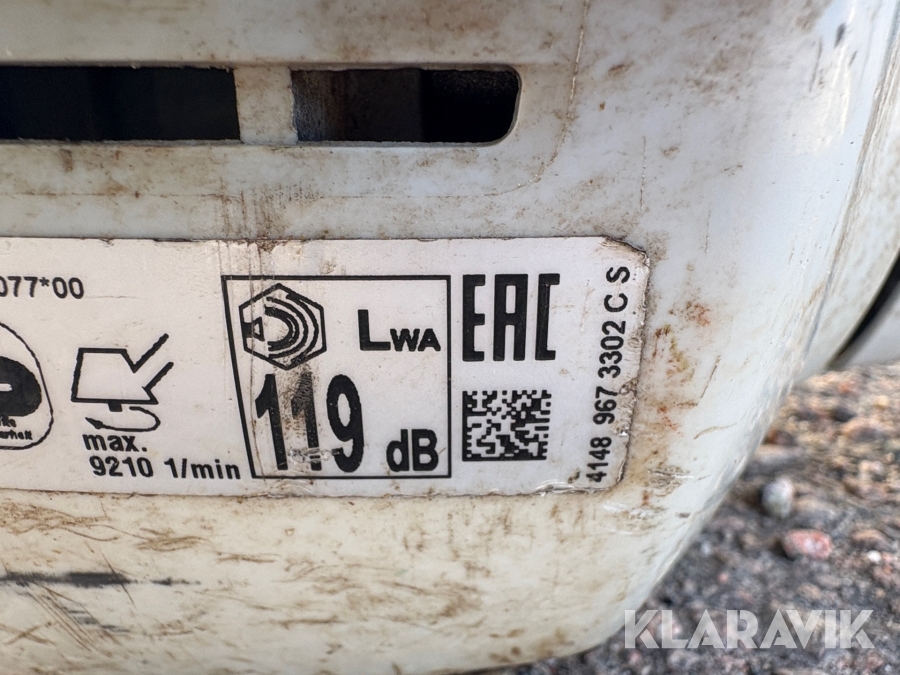 077*00
max.
9210 1/min
LWA
119 dB
EAC
4148 967 3302 C S
KLARAVIK